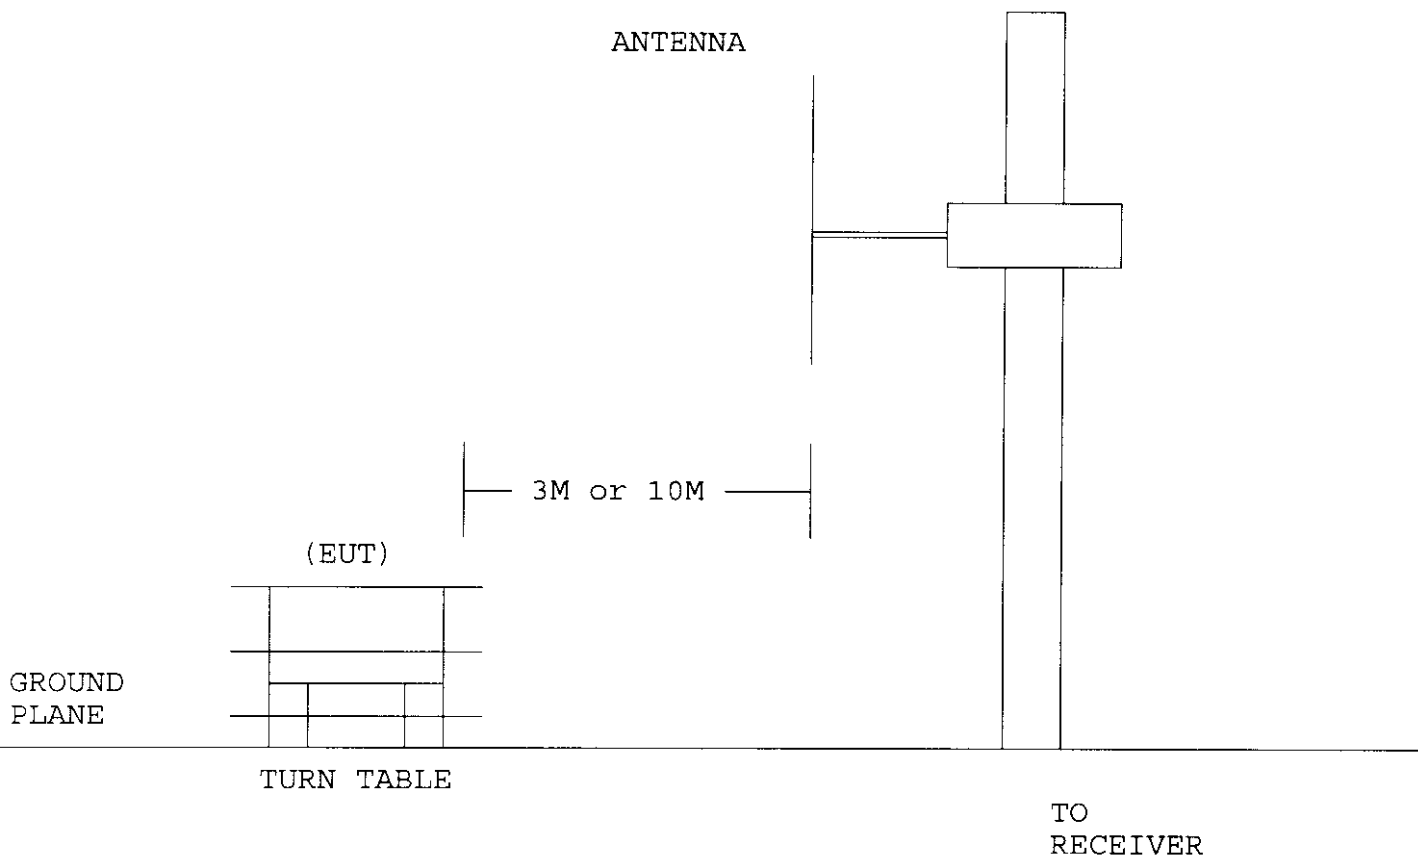 ANTENNA
3M or 10M
(EUT)
GROUND
PLANE
TURN TABLE
TO
RECEIVER